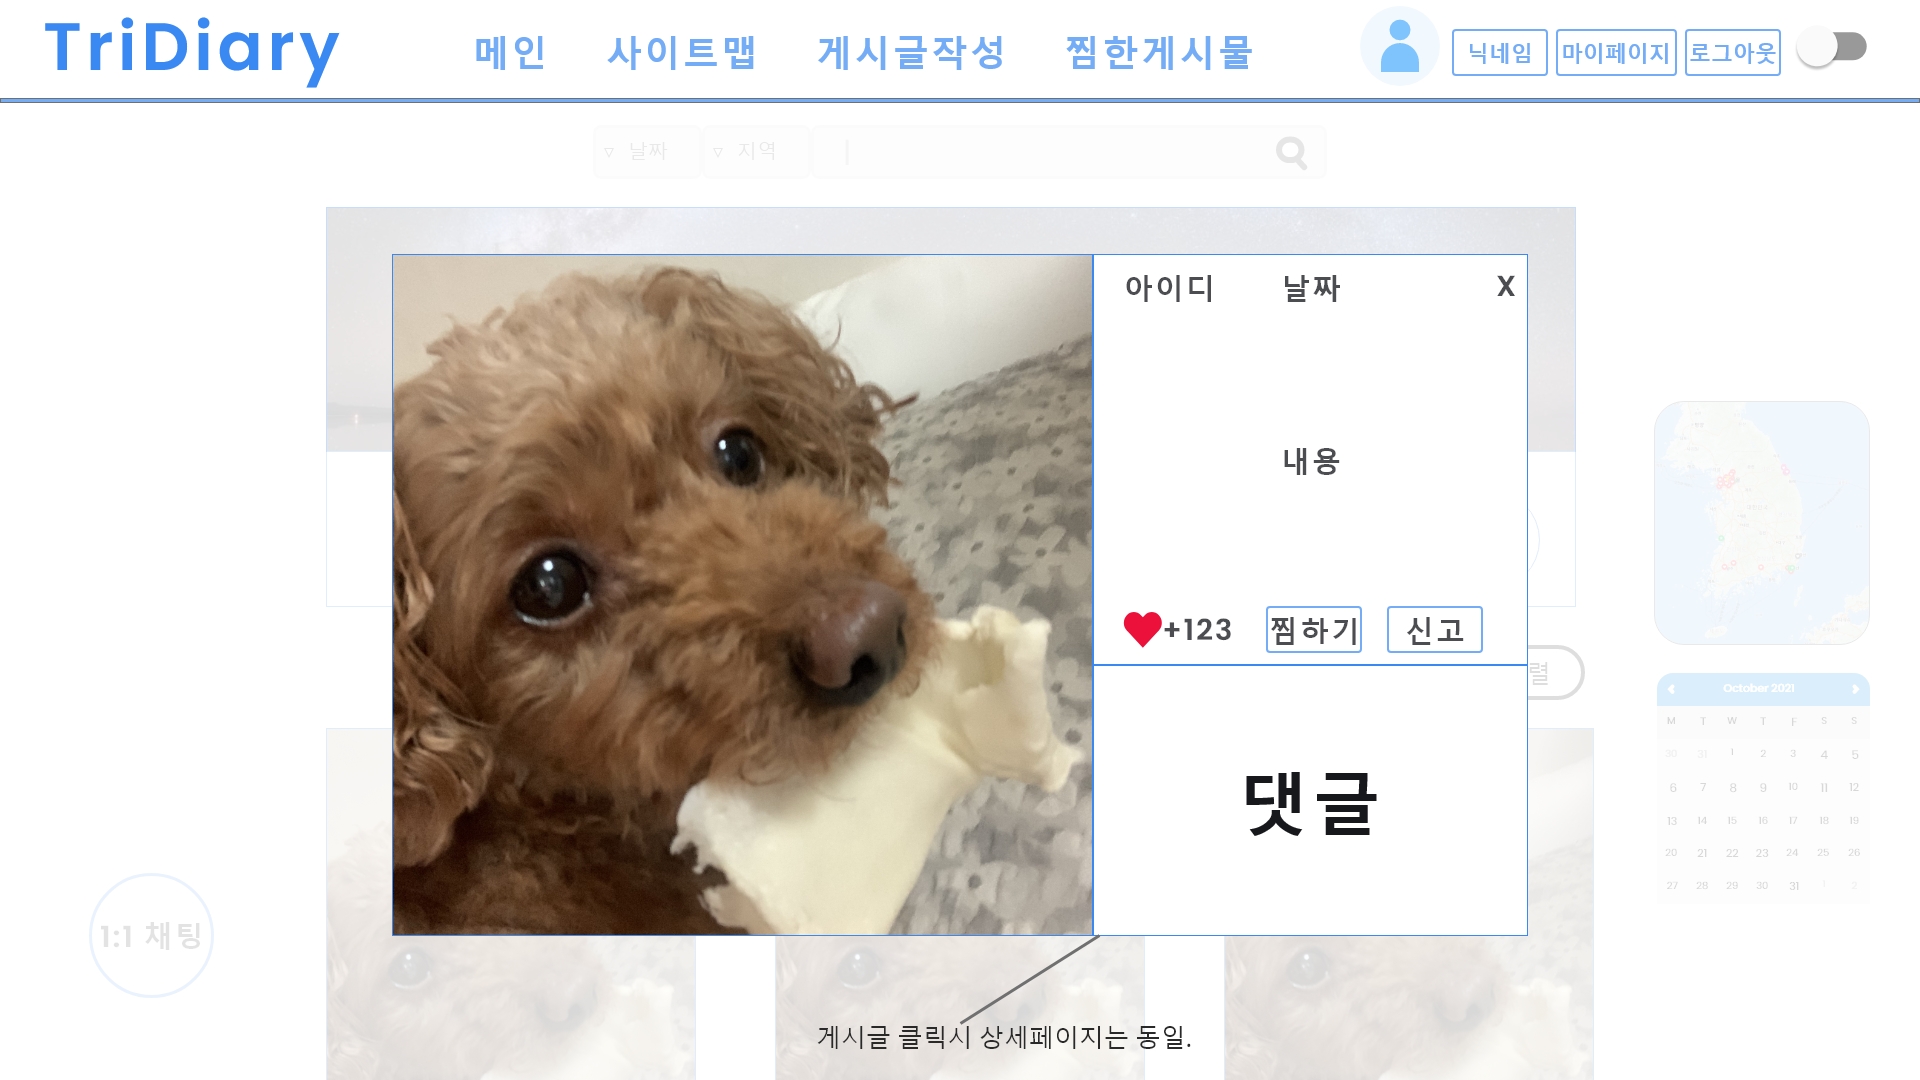 TriDiary
메인 사이트맵 게시글작성 찜한게시물
닉네임 마이페이지 로그아웃
▽ 날짜 ▽ 지역
아이디 날짜 X
내용
+123 찜하기 신고
렬
댓글
October 2021
M T W T F S S
30 31 1 2 3 4 5
6 7 8 9 10 11 12
13 14 15 16 17 18 19
20 21 22 23 24 25 26
27 28 29 30 31 1 2
1:1 채팅
게시글 클릭시 상세페이지는 동일.